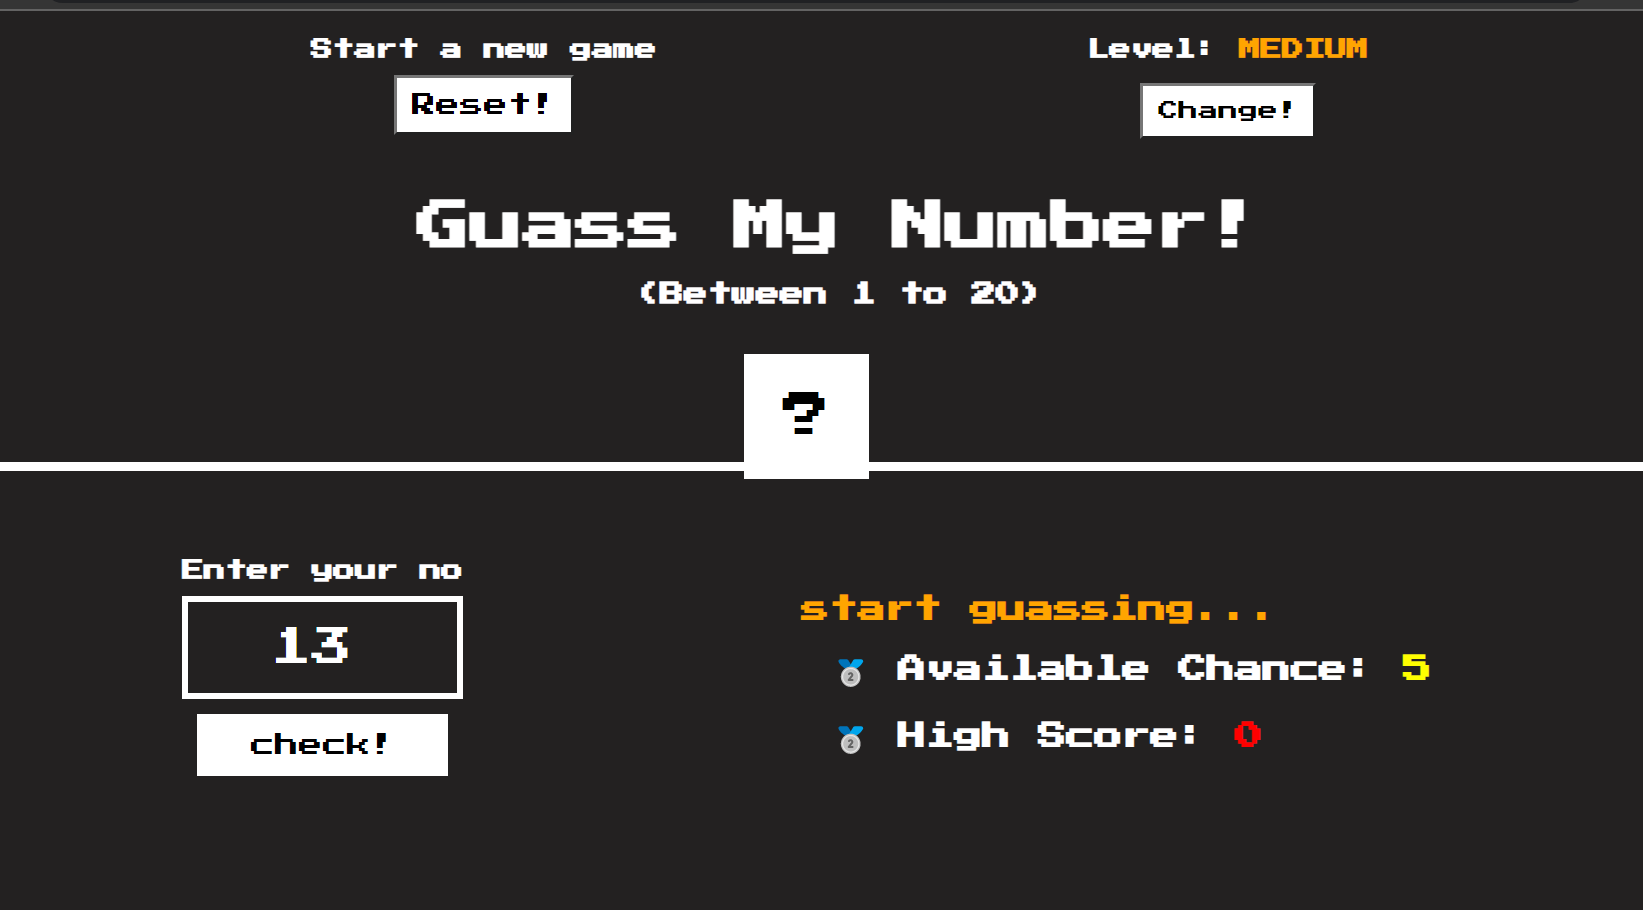 Start a new game
Reset!
Level: MEDIUM
Change!
Guass My Number!
(Between 1 to 20)
?
Enter your no
13
check!
start guassing...
🥈 Available Chance: 5
🥈 High Score: 0